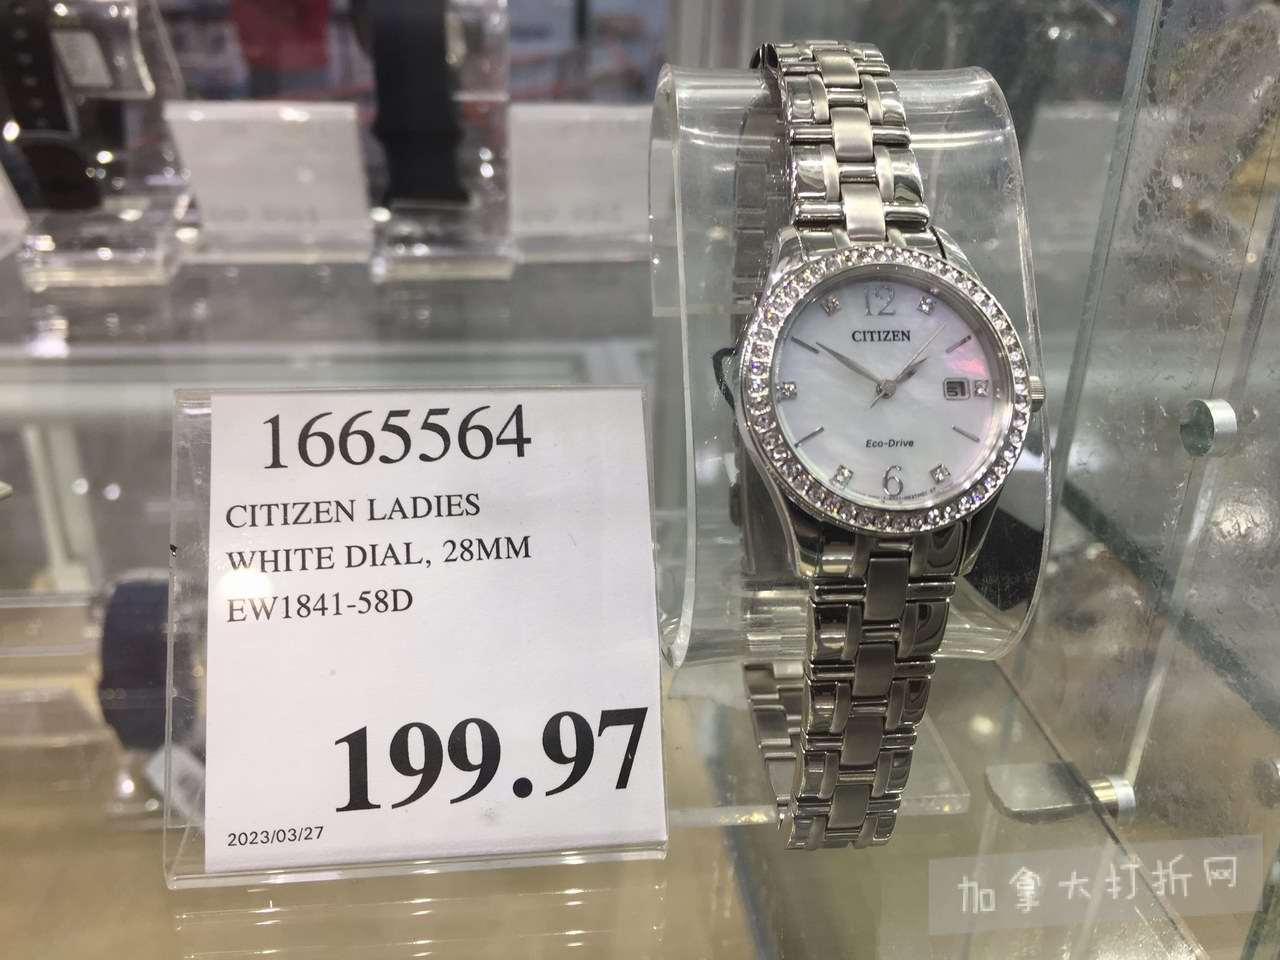 1665564
CITIZEN LADIES
WHITE DIAL, 28MM
EW1841-58D
199.97
2023/03/27
12
CITIZEN
Eco-Drive
6
加拿大打折网